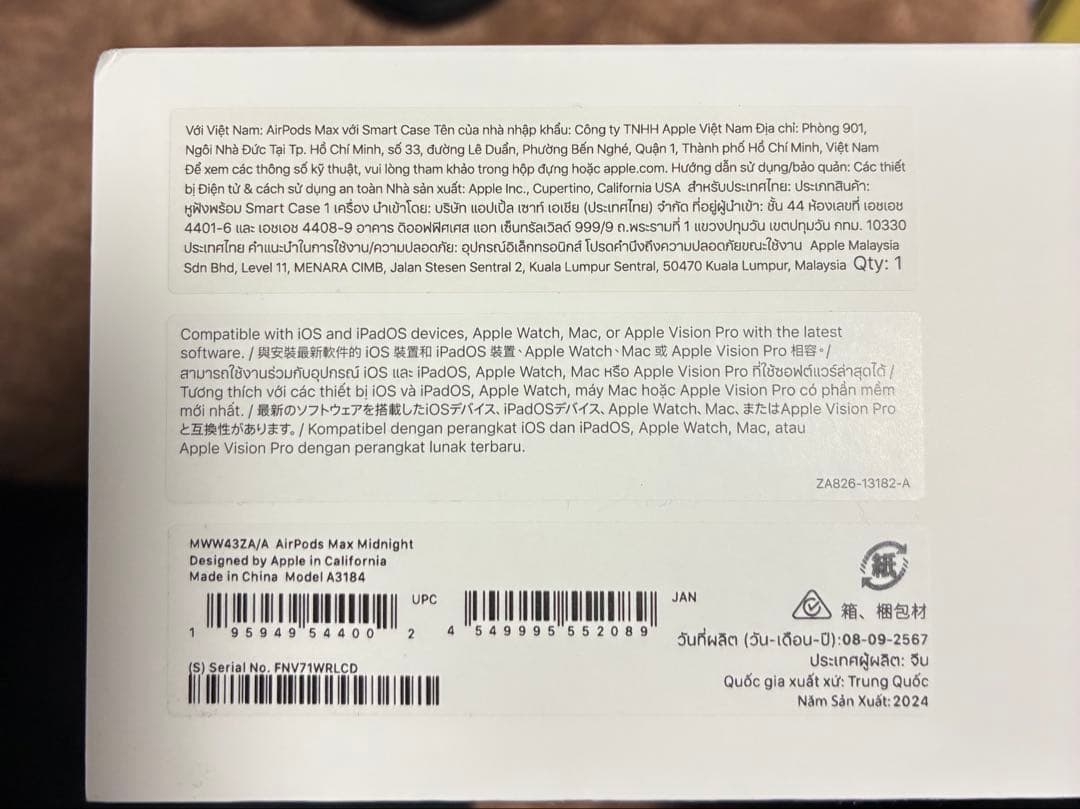 Với Việt Nam: AirPods Max với Smart Case Tên của nhà nhập khẩu: Công ty TNHH Apple Việt Nam Địa chỉ: Phòng 901,
Ngôi Nhà Đức Tại Tp. Hồ Chí Minh, số 33, đường Lê Duẩn, Phường Bến Nghé, Quận 1, Thành phố Hồ Chí Minh, Việt Nam
Để xem các thông số kỹ thuật, vui lòng tham khảo trong hộp đựng hoặc apple.com. Hướng dẫn sử dụng/bảo quản: Các thiết
bị Điện tử & cách sử dụng an toàn Nhà sản xuất: Apple Inc., Cupertino, California USA สำหรับประเทศไทย: ประเภทสินค้า:
หูฟังพร้อม Smart Case 1 เครื่อง นำเข้าโดย: บริษัท แอปเปิ้ล เซาท์ เอเชีย (ประเทศไทย) จำกัด ที่อยู่ผู้นำเข้า: ชั้น 44 ห้องเลขที่ เอชเอช
4401-6 และ เอชเอช 4408-9 อาคาร ดิออฟฟิศเศส แอท เซ็นทรัลเวิลด์ 999/9 ถ.พระรามที่ 1 แขวงปทุมวัน เขตปทุมวัน กทม. 10330
ประเทศไทย คำแนะนำในการใช้งาน/ความปลอดภัย: อุปกรณ์อิเล็กทรอนิกส์ โปรดคำนึงถึงความปลอดภัยขณะใช้งาน Apple Malaysia
Sdn Bhd, Level 11, MENARA CIMB, Jalan Stesen Sentral 2, Kuala Lumpur Sentral, 50470 Kuala Lumpur, Malaysia Qty: 1
Compatible with iOS and iPadOS devices, Apple Watch, Mac, or Apple Vision Pro with the latest
software. / 與安裝最新軟件的 iOS 裝置和 iPadOS 裝置、Apple Watch、Mac 或 Apple Vision Pro 相容。/
สามารถใช้งานร่วมกับอุปกรณ์ iOS และ iPadOS, Apple Watch, Mac หรือ Apple Vision Pro ที่ใช้ซอฟต์แวร์ล่าสุดได้ /
Tương thích với các thiết bị iOS và iPadOS, Apple Watch, máy Mac hoặc Apple Vision Pro có phần mềm
mới nhất. / 最新のソフトウェアを搭載したiOSデバイス、iPadOSデバイス、Apple Watch、Mac、またはApple Vision Pro
と互換性があります。/ Kompatibel dengan perangkat iOS dan iPadOS, Apple Watch, Mac, atau
Apple Vision Pro dengan perangkat lunak terbaru.
ZA826-13182-A
MWW43ZA/A AirPods Max Midnight
Designed by Apple in California
Made in China Model A3184
UPC
1 95949 54400 2
JAN
4 549995 552089
(S) Serial No. FNV71WRLCD
紙
箱、梱包材
วันที่ผลิต (วัน-เดือน-ปี):08-09-2567
ประเทศผู้ผลิต: จีน
Quốc gia xuất xứ: Trung Quốc
Năm Sản Xuất: 2024